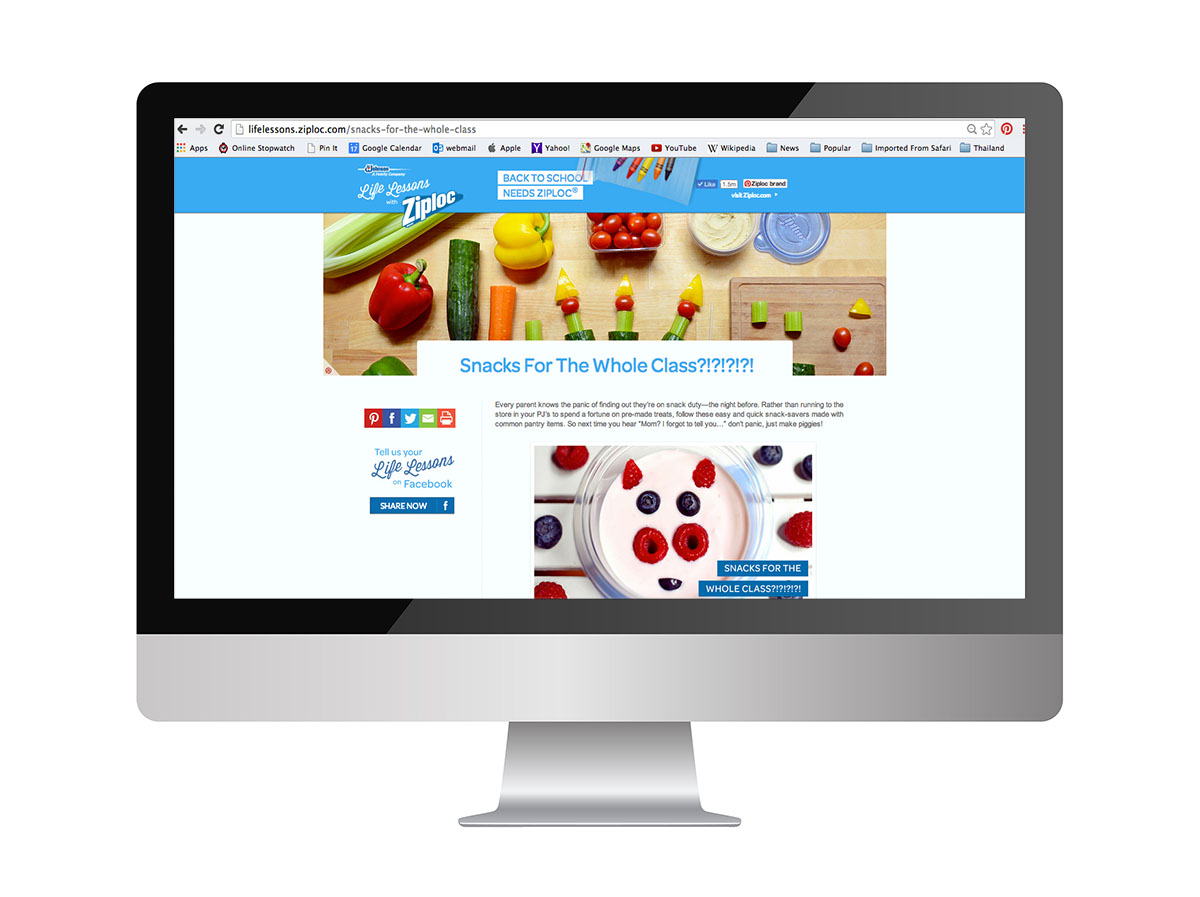 lifelessons.ziploc.com/snacks-for-the-whole-class
Apps Online Stopwatch Pin It Google Calendar webmail Apple Yahoo! Google Maps YouTube Wikipedia News Popular Imported From Safari Thailand
A Family Company
Life Lessons
with Ziploc
BACK TO SCHOOL
NEEDS ZIPLOC®
Like 1.5m Ziploc brand
visit Ziploc.com
Snacks For The Whole Class?!?!?!?!
Every parent knows the panic of finding out they're on snack duty—the night before. Rather than running to the
store in your PJ's to spend a fortune on pre-made treats, follow these easy and quick snack-savers made with
common pantry items. So next time you hear "Mom? I forgot to tell you…" don't panic, just make piggies!
Tell us your
Life Lessons
on Facebook
SHARE NOW f
SNACKS FOR THE
WHOLE CLASS?!?!?!?!